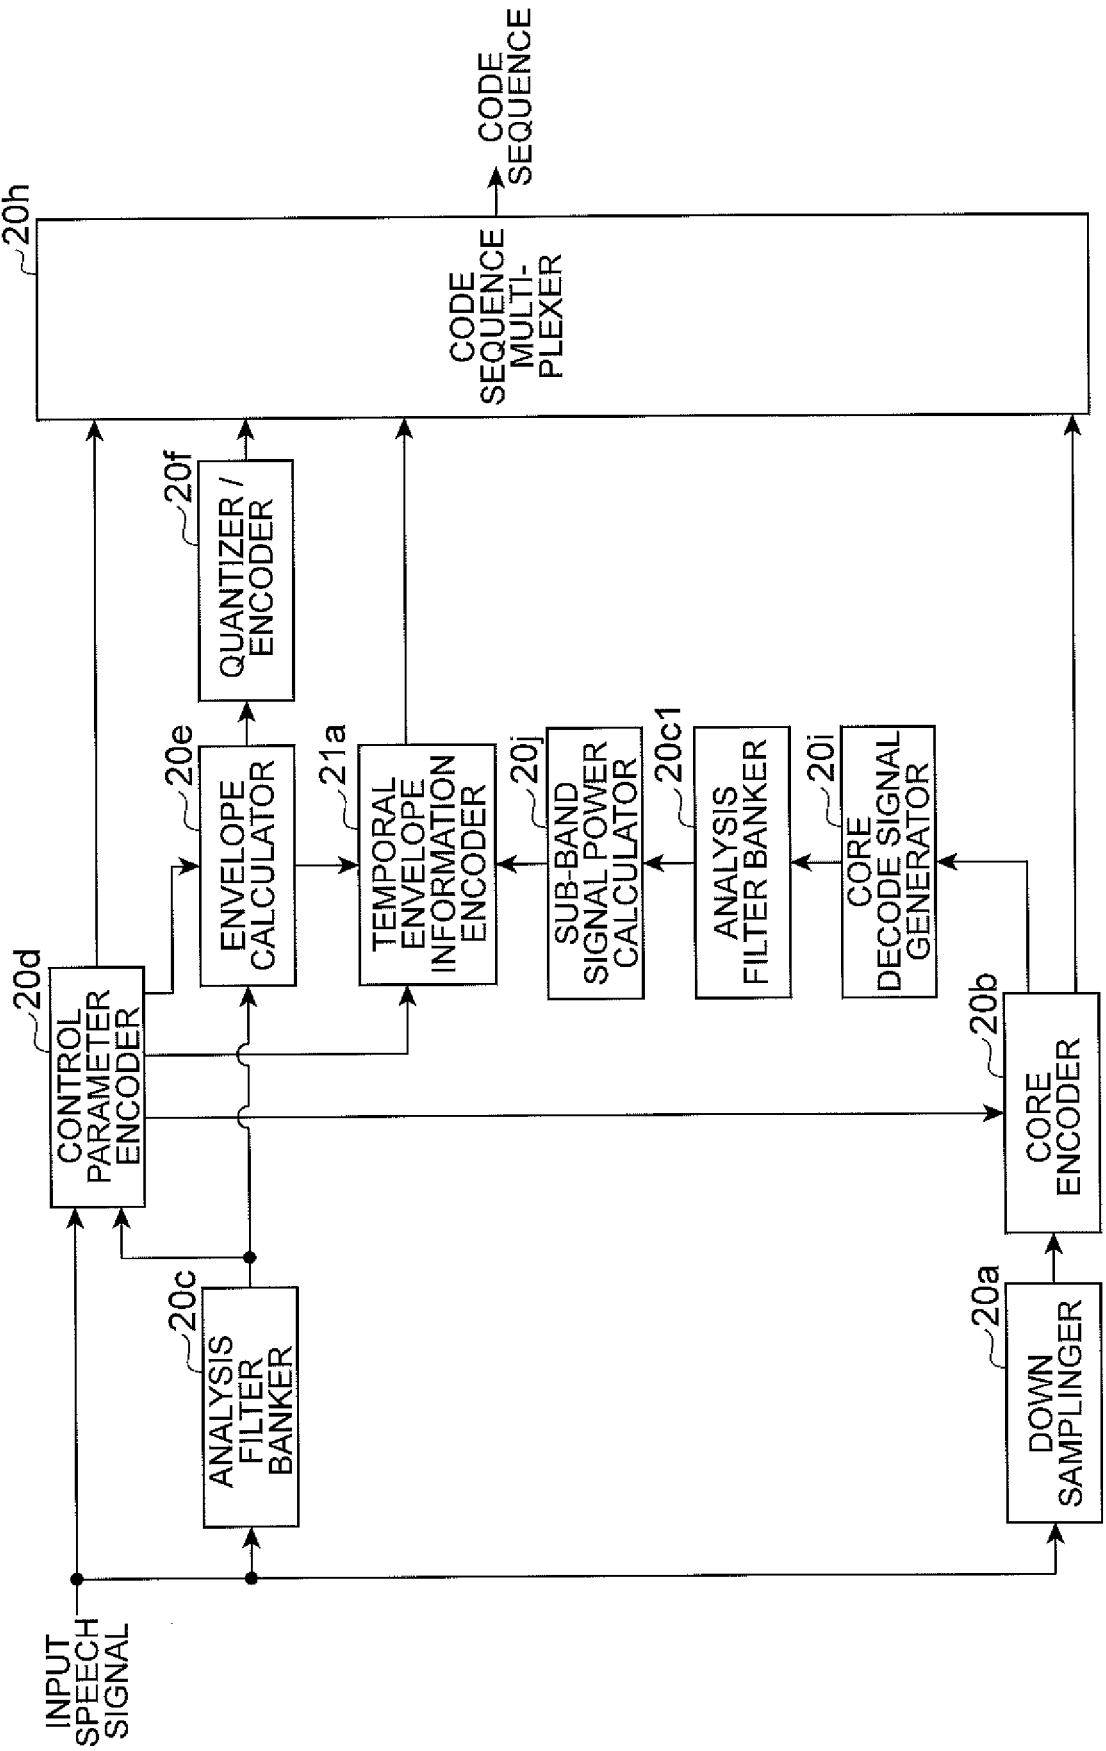 INPUT
SPEECH
SIGNAL
20d
CONTROL
PARAMETER
ENCODER
20c
ANALYSIS
FILTER
BANKER
20a
DOWN
SAMPLINGER
20b
CORE
ENCODER
20e
ENVELOPE
CALCULATOR
20f
QUANTIZER /
ENCODER
21a
TEMPORAL
ENVELOPE
INFORMATION
ENCODER
20j
SUB-BAND
SIGNAL POWER
CALCULATOR
20c1
ANALYSIS
FILTER BANKER
20i
CORE
DECODE SIGNAL
GENERATOR
20h
CODE
SEQUENCE
MULTI-
PLEXER
CODE
SEQUENCE